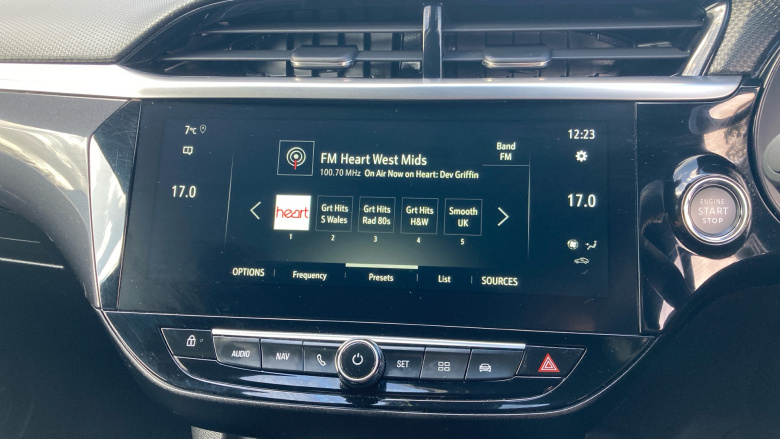 7°C
12:23
FM Heart West Mids
Band
FM
100.70 MHz On Air Now on Heart: Dev Griffin
17.0
17.0
heart
Grt Hits
S Wales
Grt Hits
Rad 80s
Grt Hits
H&W
Smooth
UK
1 2 3 4 5
OPTIONS Frequency Presets List SOURCES
ENGINE
START
STOP
AUDIO NAV SET